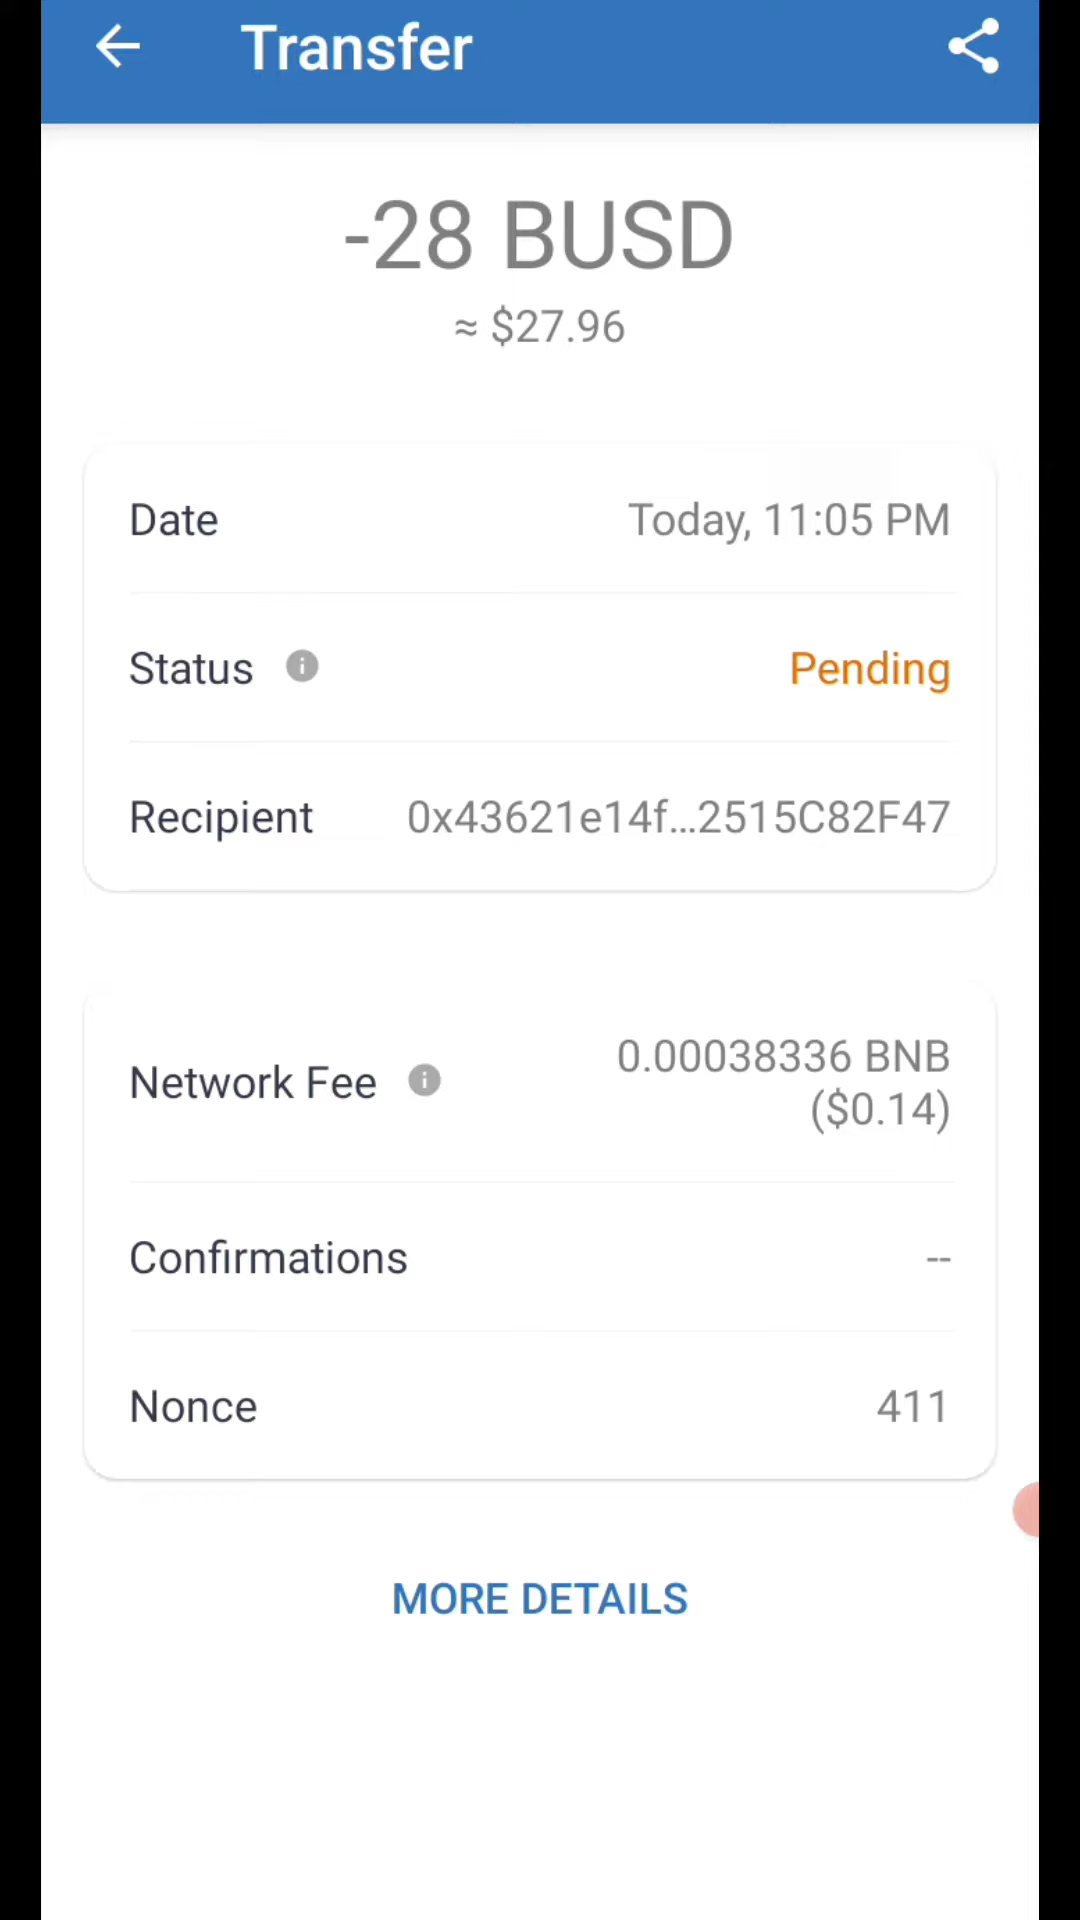 Transfer
-28 BUSD
≈ $27.96
Date Today, 11:05 PM
Status Pending
Recipient 0x43621e14f...2515C82F47
Network Fee 0.00038336 BNB
($0.14)
Confirmations --
Nonce 411
MORE DETAILS